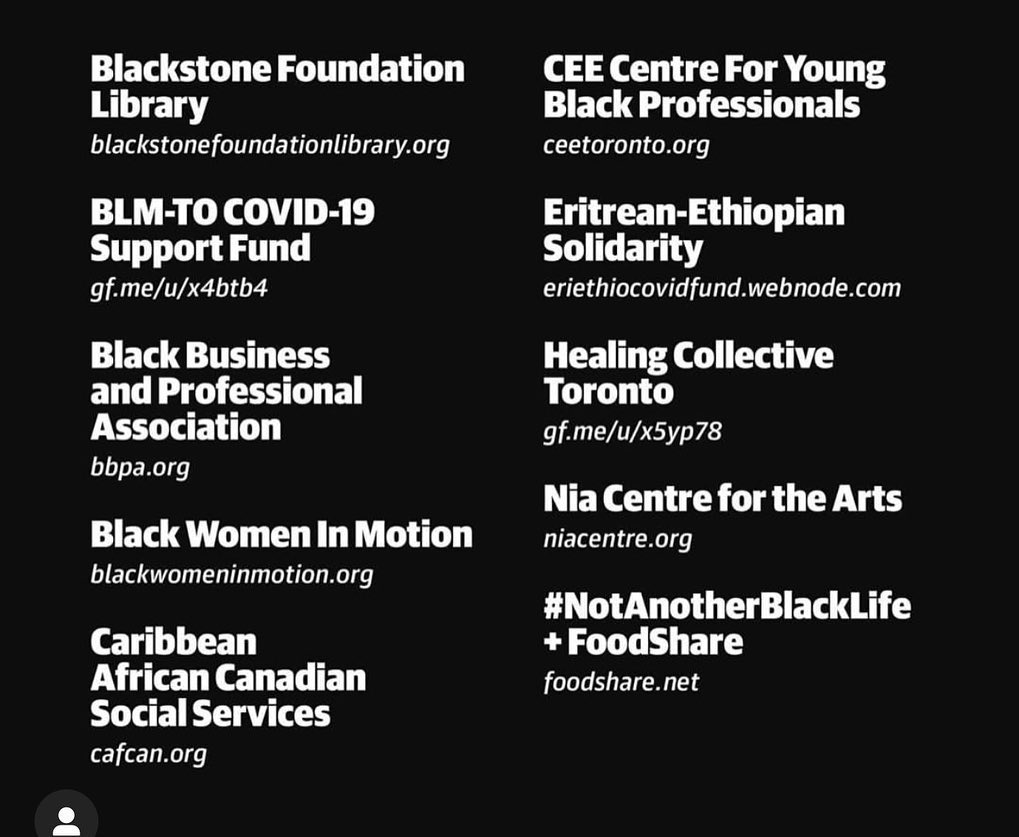 Blackstone Foundation
Library
blackstonefoundationlibrary.org
BLM-TO COVID-19
Support Fund
gf.me/u/x4btb4
Black Business
and Professional
Association
bbpa.org
Black Women In Motion
blackwomeninmotion.org
Caribbean
African Canadian
Social Services
cafcan.org
CEE Centre For Young
Black Professionals
ceetoronto.org
Eritrean-Ethiopian
Solidarity
eriethiocovidfund.webnode.com
Healing Collective
Toronto
gf.me/u/x5yp78
Nia Centre for the Arts
niacentre.org
#NotAnotherBlackLife
+ FoodShare
foodshare.net